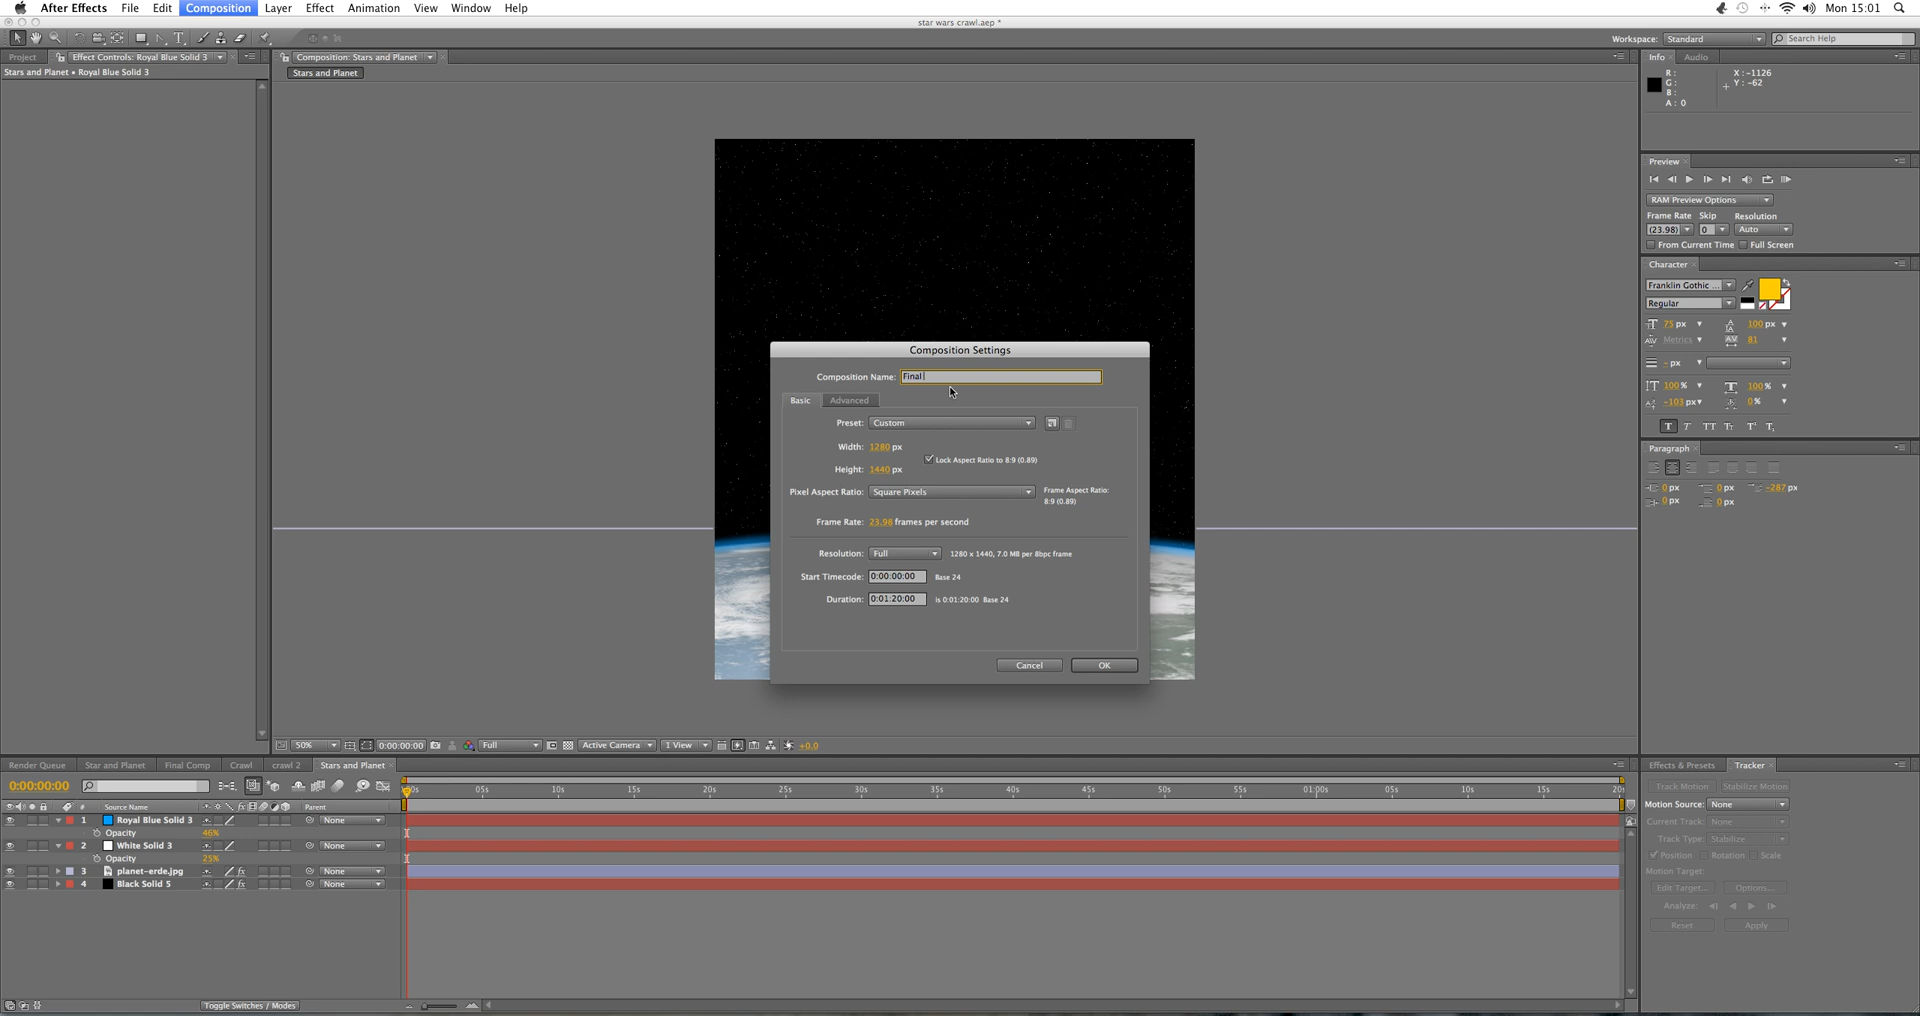 After Effects File Edit Composition Layer Effect Animation View Window Help Mon 15:01
star wars crawl.aep *
Workspace: Standard Search Help
Project Effect Controls: Royal Blue Solid 3 Composition: Stars and Planet Info Audio
Stars and Planet • Royal Blue Solid 3 Stars and Planet
R: X: -1126
G: Y: -62
B:
A: 0
Preview
RAM Preview Options
Frame Rate Skip Resolution
(23.98) 0 Auto
From Current Time Full Screen
Character
Franklin Gothic ...
Regular
75 px 100 px
Metrics 81
- px
100 % 100 %
-103 px 0 %
T T TT Tr T' T,
Paragraph
0 px 0 px -287 px
0 px 0 px
Composition Settings
Composition Name: Final
Basic Advanced
Preset: Custom
Width: 1280 px
Lock Aspect Ratio to 8:9 (0.89)
Height: 1440 px
Pixel Aspect Ratio: Square Pixels Frame Aspect Ratio:
8:9 (0.89)
Frame Rate: 23.98 frames per second
Resolution: Full 1280 x 1440, 7.0 MB per 8bpc frame
Start Timecode: 0:00:00:00 Base 24
Duration: 0:01:20:00 is 0:01:20:00 Base 24
Cancel OK
50% 0:00:00:00 Full Active Camera 1 View +0.0
Render Queue Star and Planet Final Comp Crawl crawl 2 Stars and Planet
0:00:00:00
05s 10s 15s 20s 25s 30s 35s 40s 45s 50s 55s 01:00s 05s 10s 15s
# Source Name Parent
1 Royal Blue Solid 3 None
Opacity 46%
2 White Solid 3 None
Opacity 25%
3 planet-erde.jpg fx None
4 Black Solid 5 fx None
Toggle Switches / Modes
Effects & Presets Tracker
Track Motion Stabilize Motion
Motion Source: None
Current Track: None
Track Type: Stabilize
Position Rotation Scale
Motion Target:
Edit Target... Options...
Analyze:
Reset Apply